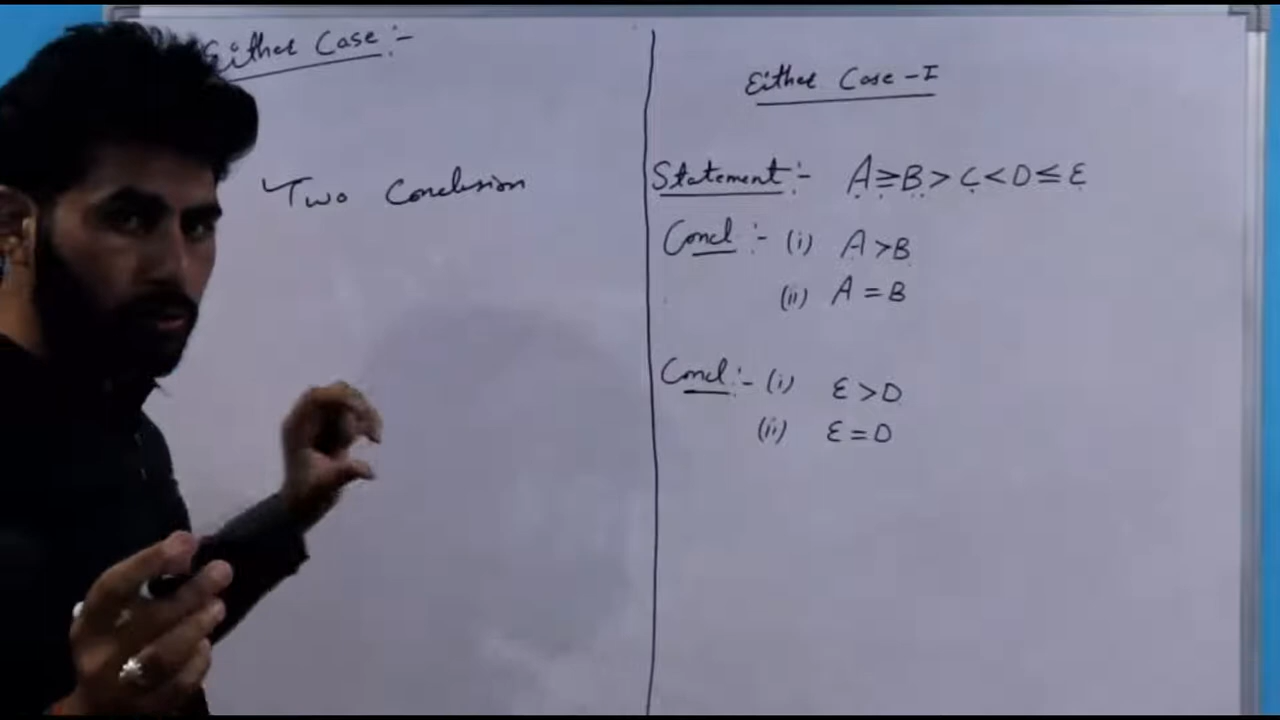 Either Case :-
Two Conclusion
Either Case - I
Statement :- A ≥ B > C < D ≤ E
Concl :- (i) A > B
(ii) A = B
Concl :- (i) E > D
(ii) E = D